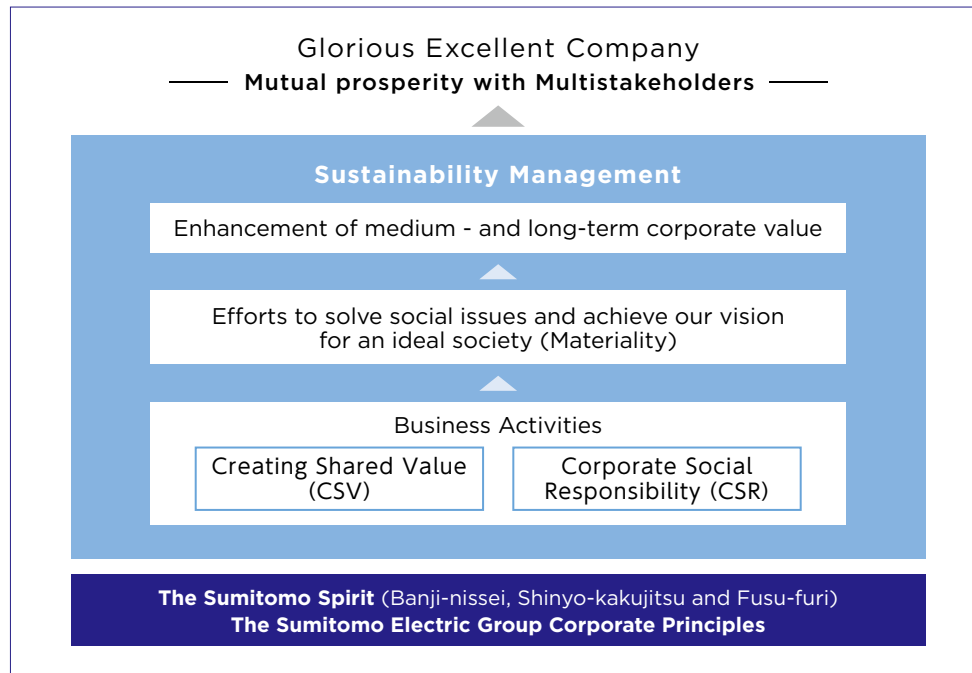 Glorious Excellent Company
Mutual prosperity with Multistakeholders
Sustainability Management
Enhancement of medium - and long-term corporate value
Efforts to solve social issues and achieve our vision
for an ideal society (Materiality)
Business Activities
Creating Shared Value
(CSV)
Corporate Social
Responsibility (CSR)
The Sumitomo Spirit (Banji-nissei, Shinyo-kakujitsu and Fusu-furi)
The Sumitomo Electric Group Corporate Principles